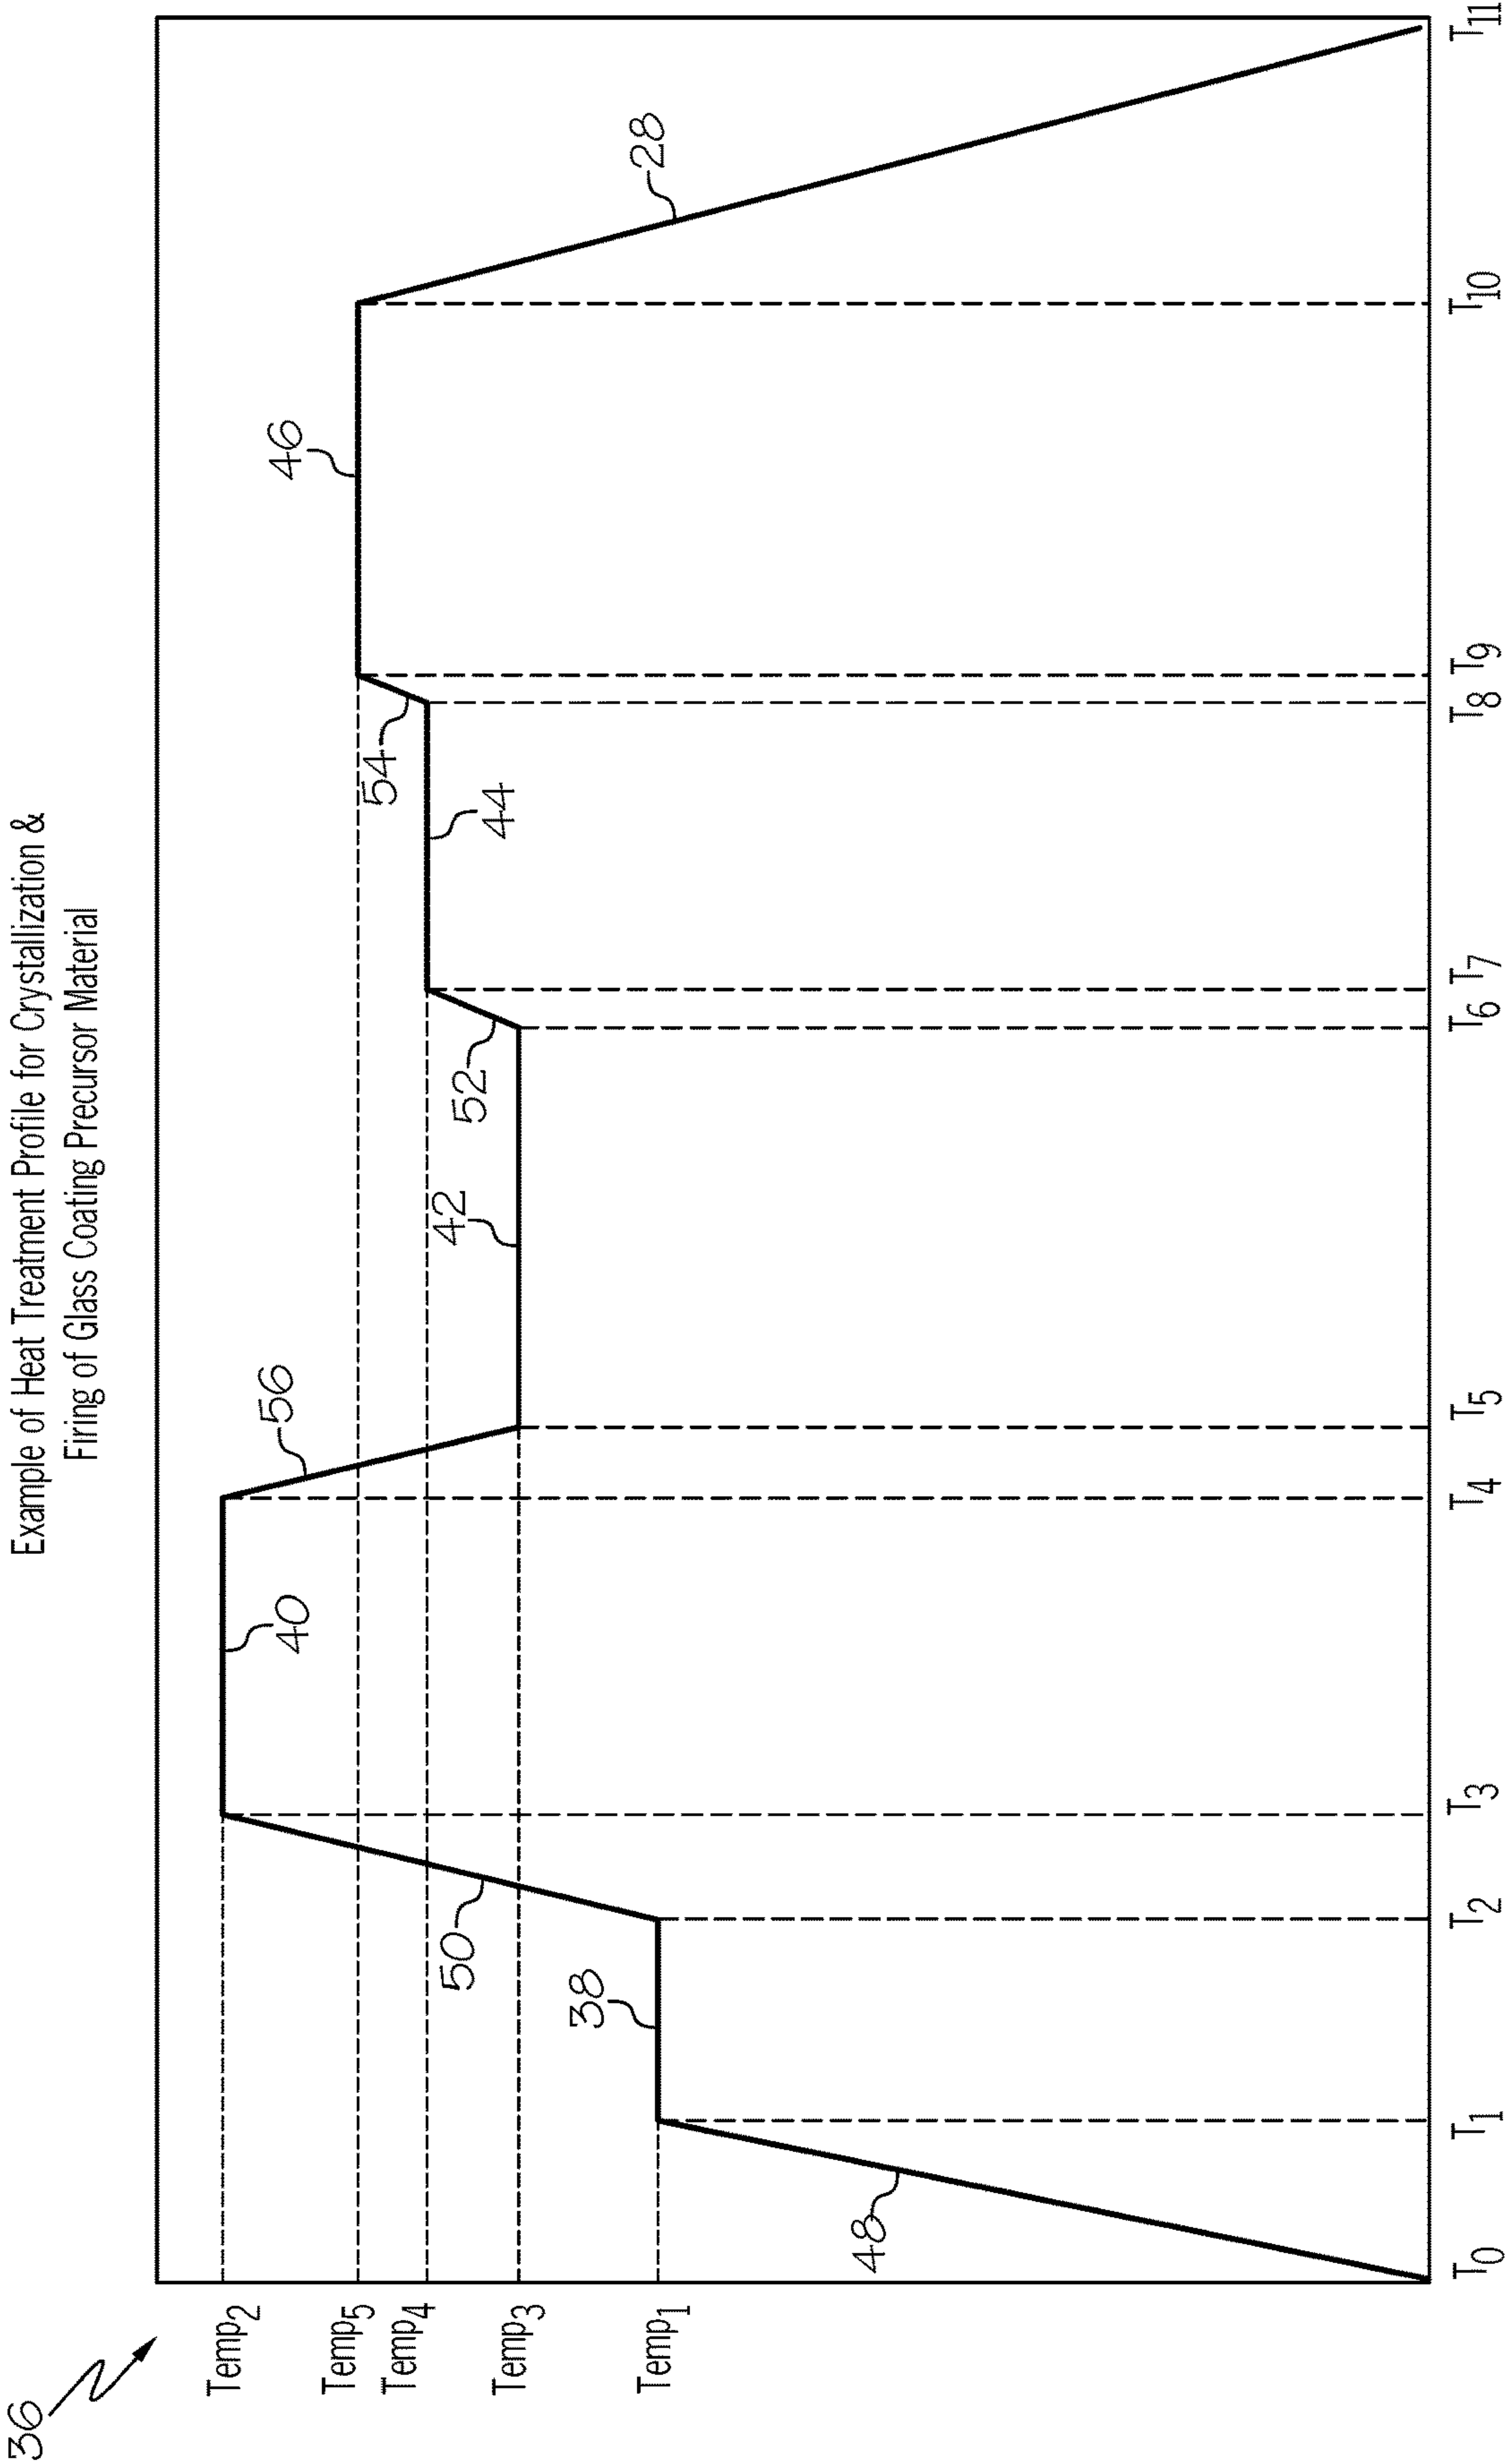 36
Example of Heat Treatment Profile for Crystallization &
Firing of Glass Coating Precursor Material
Temp2
Temp5
Temp4
Temp3
Temp1
48
38
50
40
56
42
52
44
54
46
28
T0
T1
T2
T3
T4
T5
T6
T7
T8
T9
T10
T11